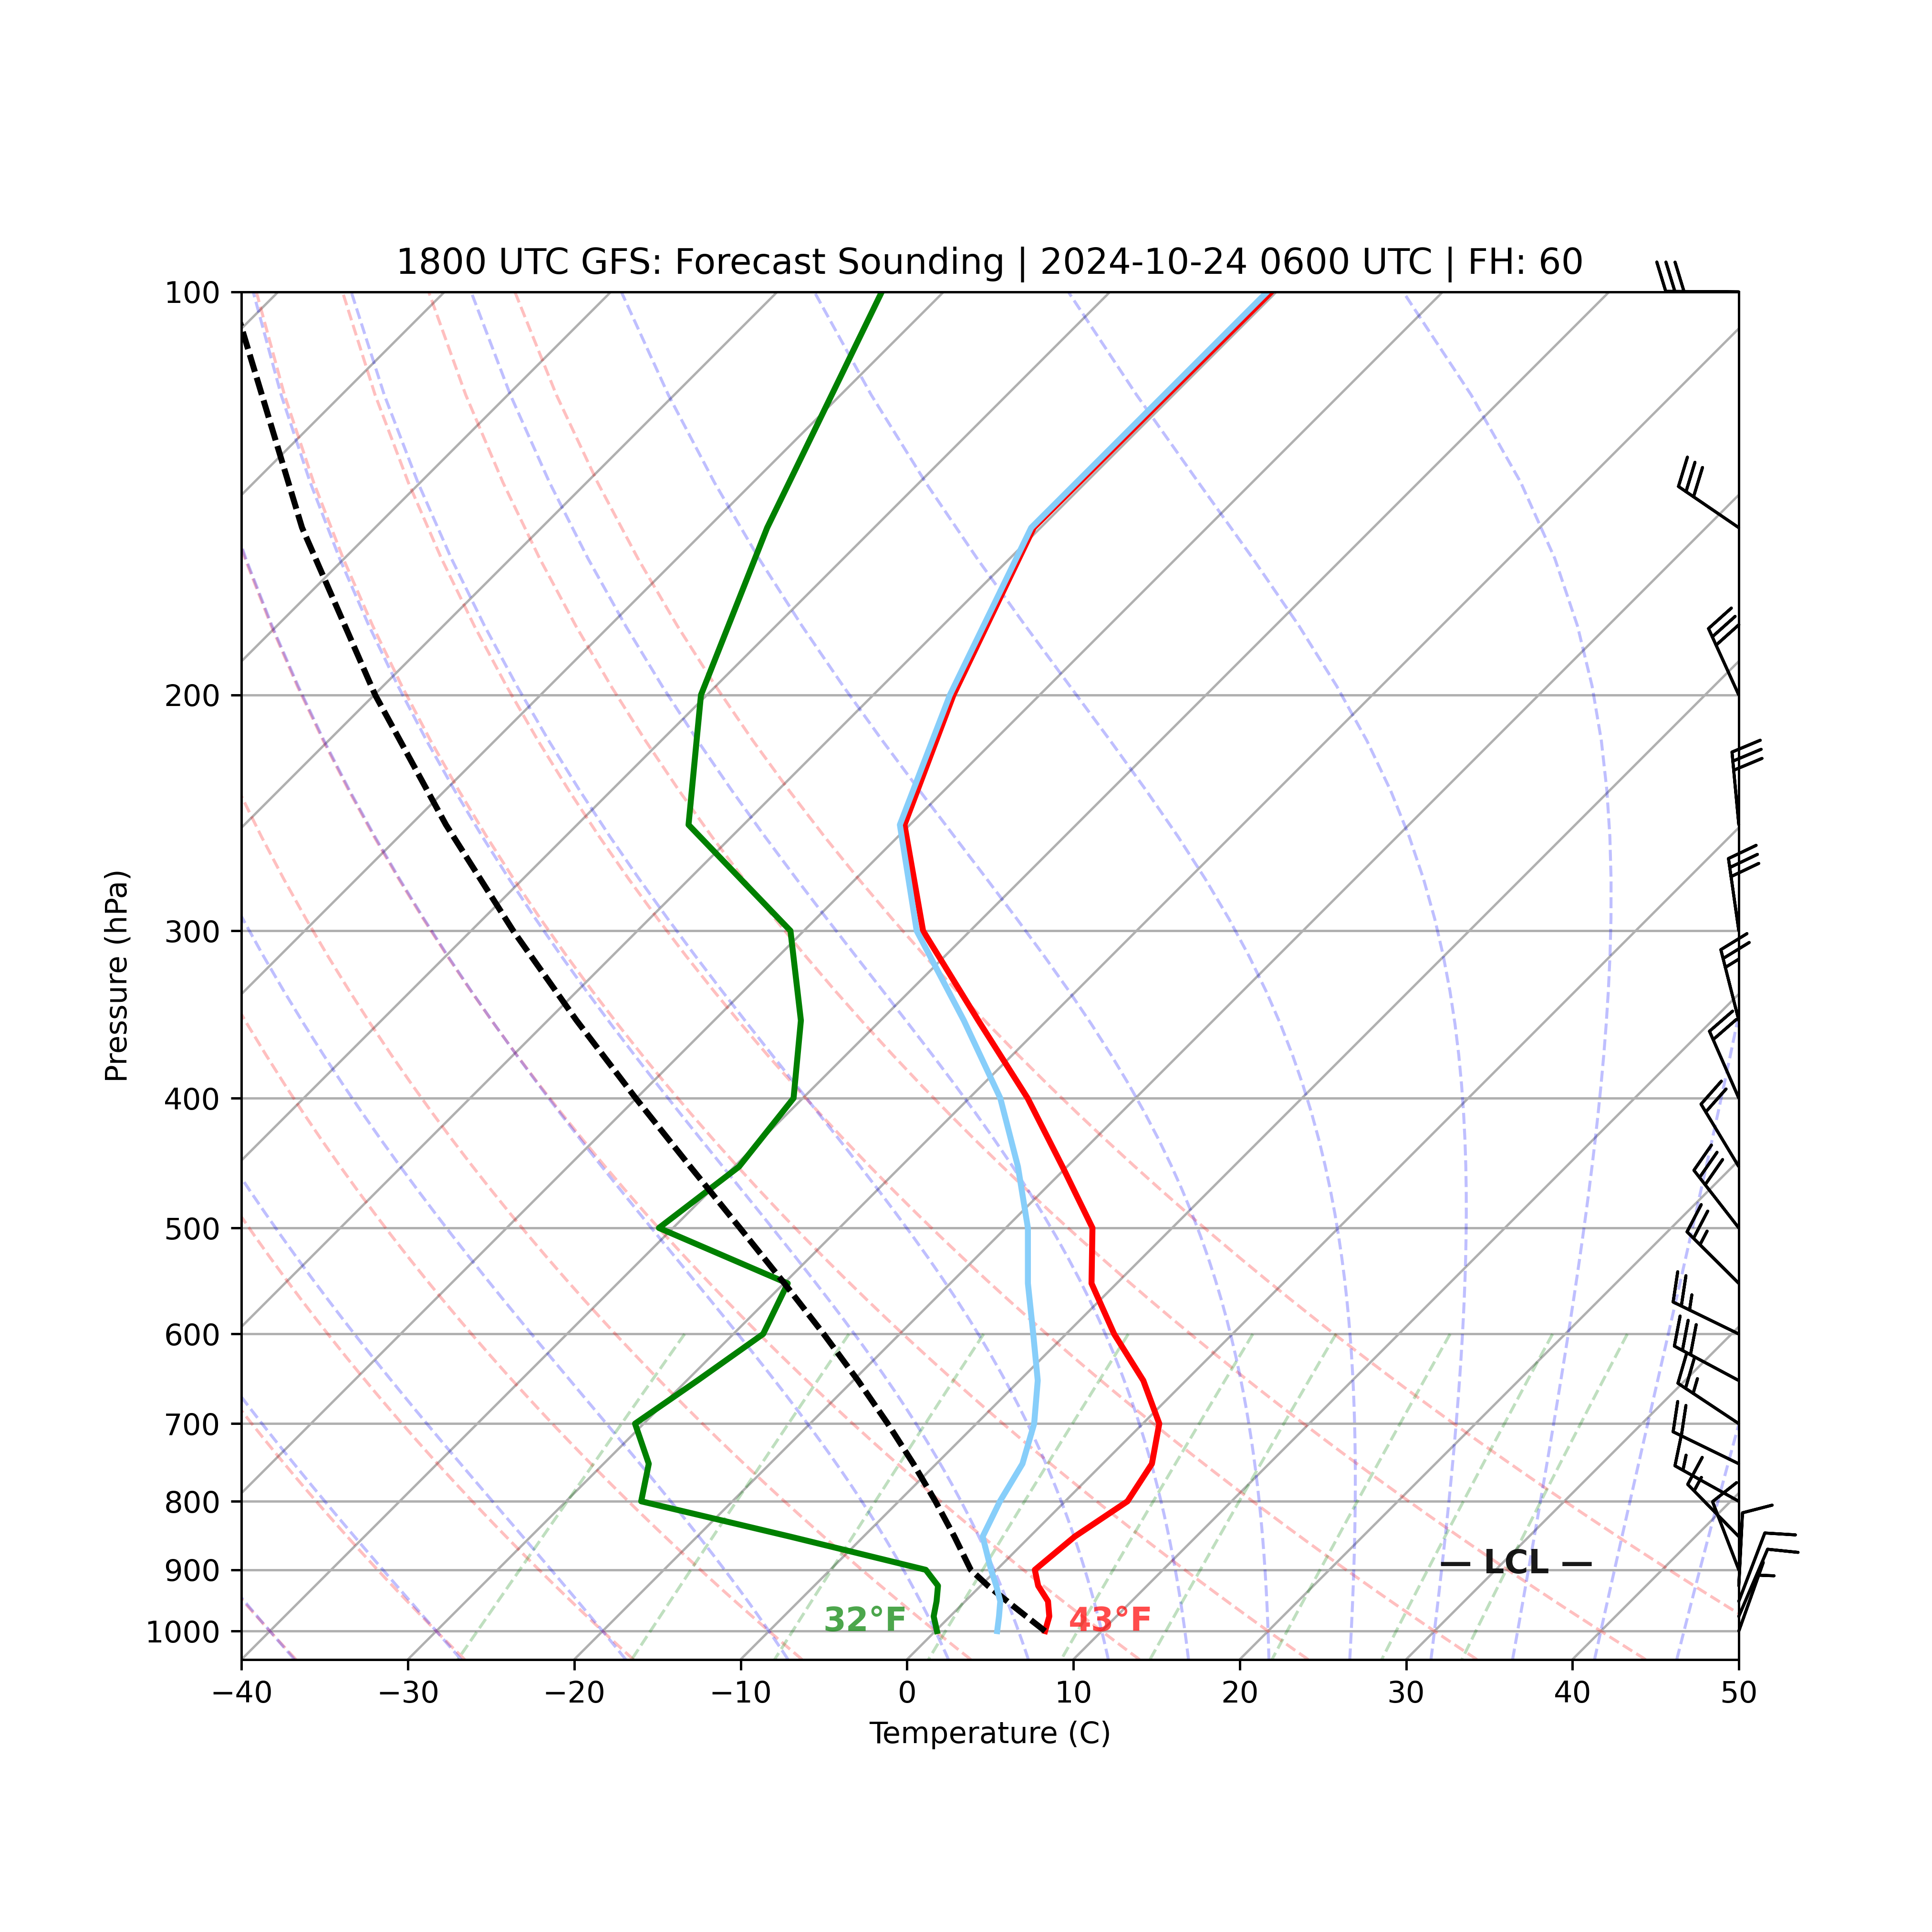 1800 UTC GFS: Forecast Sounding | 2024-10-24 0600 UTC | FH: 60
100
200
300
400
500
600
700
800
900
1000
Pressure (hPa)
— LCL —
32°F
43°F
−40 −30 −20 −10 0 10 20 30 40 50
Temperature (C)